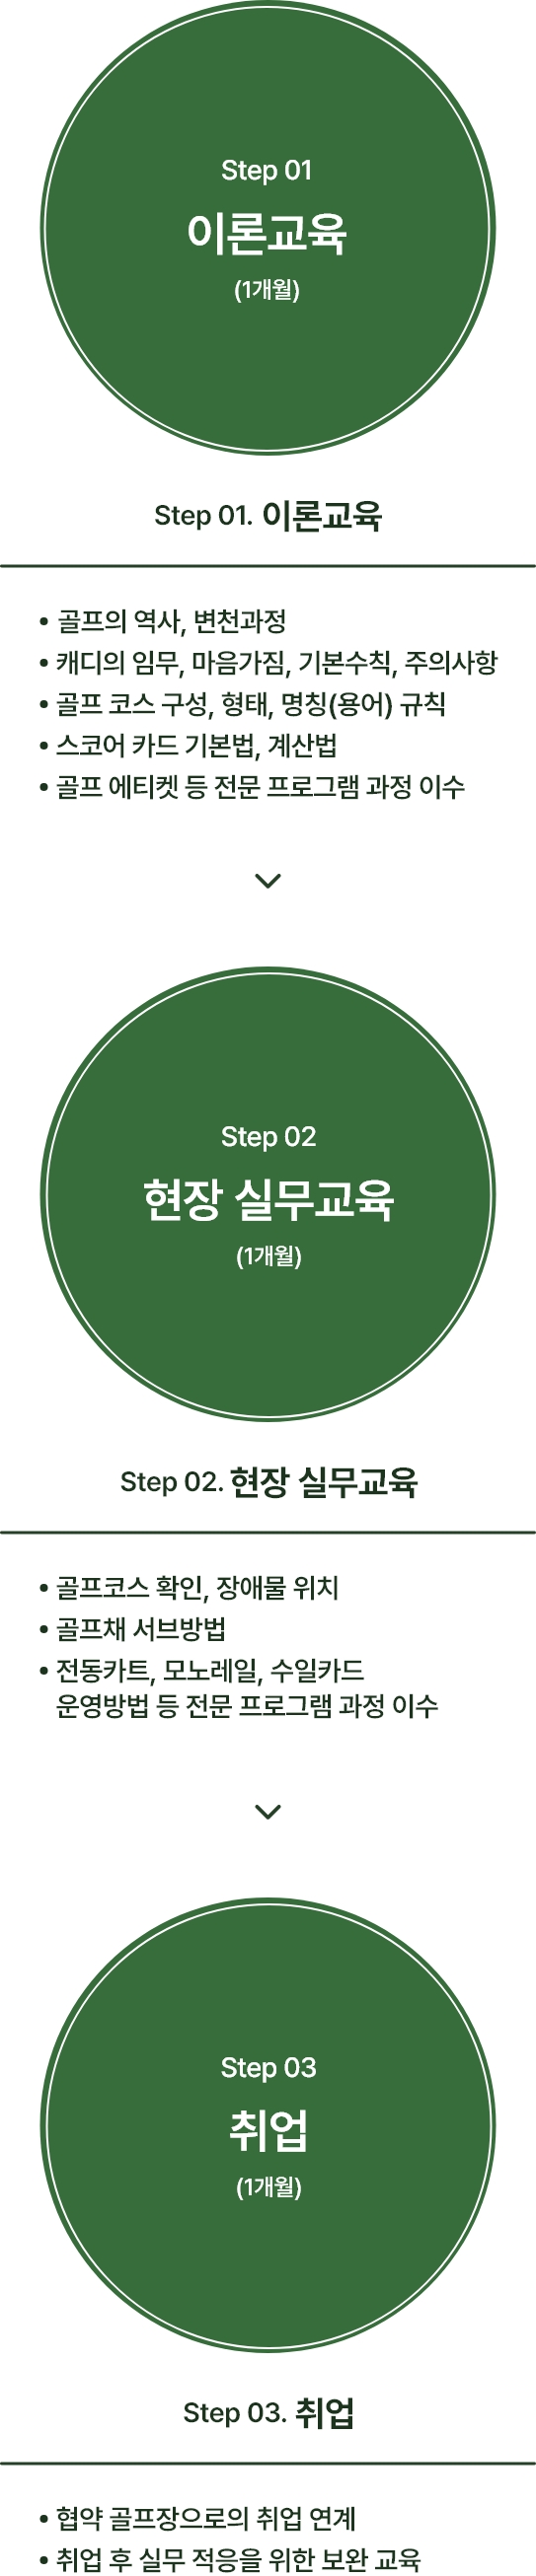 Step 01
이론교육
(1개월)
Step 01. 이론교육
• 골프의 역사, 변천과정
• 캐디의 임무, 마음가짐, 기본수칙, 주의사항
• 골프 코스 구성, 형태, 명칭(용어) 규칙
• 스코어 카드 기본법, 계산법
• 골프 에티켓 등 전문 프로그램 과정 이수
Step 02
현장 실무교육
(1개월)
Step 02. 현장 실무교육
• 골프코스 확인, 장애물 위치
• 골프채 서브방법
• 전동카트, 모노레일, 수일카드
운영방법 등 전문 프로그램 과정 이수
Step 03
취업
(1개월)
Step 03. 취업
• 협약 골프장으로의 취업 연계
• 취업 후 실무 적응을 위한 보완 교육